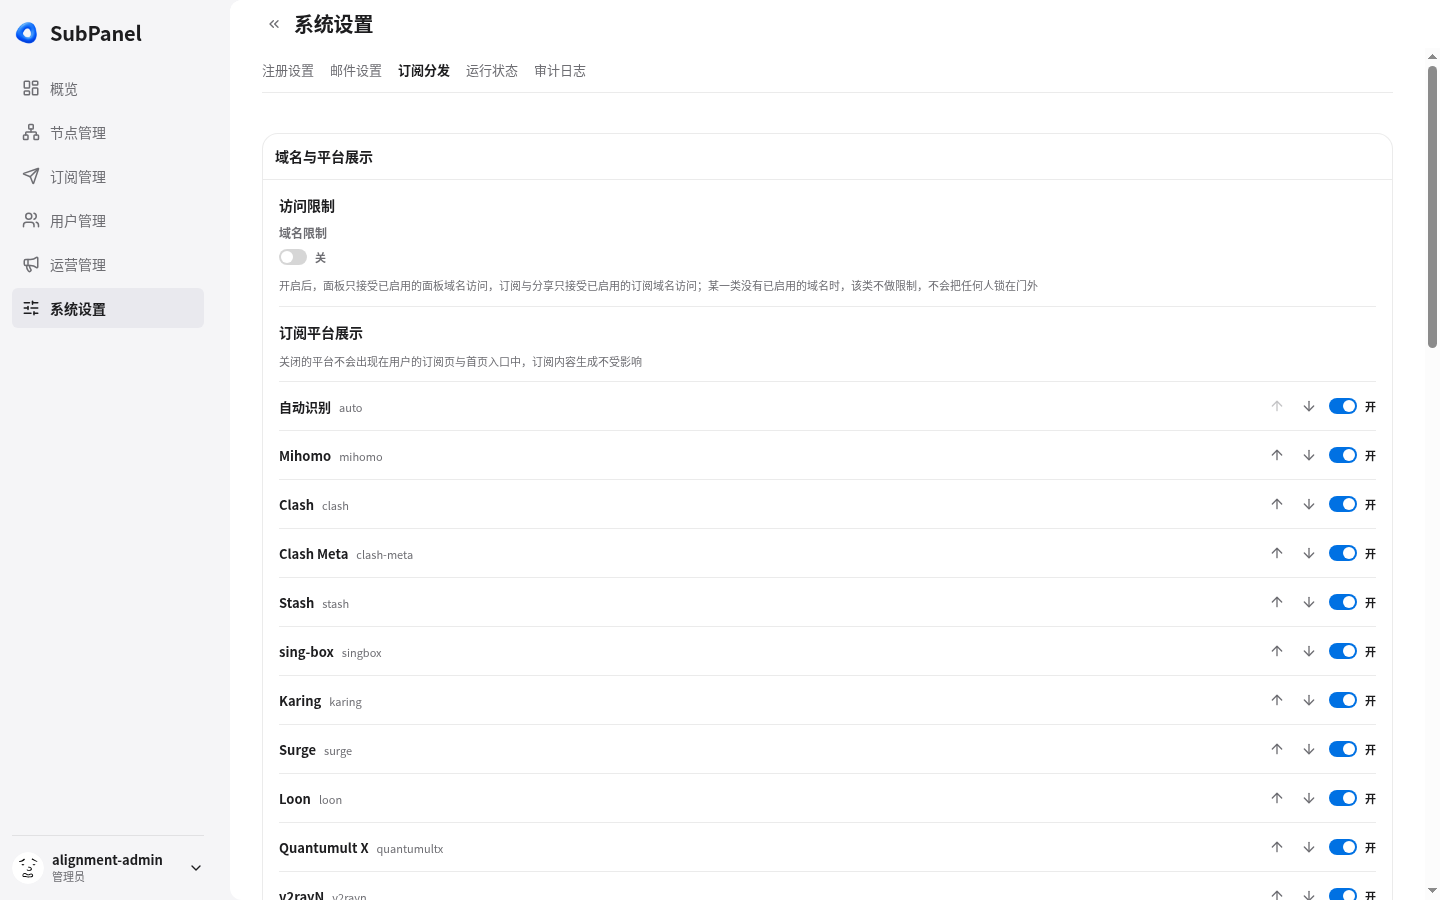 SubPanel
概览
节点管理
订阅管理
用户管理
运营管理
系统设置
alignment-admin
管理员
系统设置
注册设置 邮件设置 订阅分发 运行状态 审计日志
域名与平台展示
访问限制
域名限制
关
开启后，面板只接受已启用的面板域名访问，订阅与分享只接受已启用的订阅域名访问；某一类没有已启用的域名时，该类不做限制，不会把任何人锁在门外
订阅平台展示
关闭的平台不会出现在用户的订阅页与首页入口中，订阅内容生成不受影响
自动识别 auto 开
Mihomo mihomo 开
Clash clash 开
Clash Meta clash-meta 开
Stash stash 开
sing-box singbox 开
Karing karing 开
Surge surge 开
Loon loon 开
Quantumult X quantumultx 开
v2rayN v2rayn 开